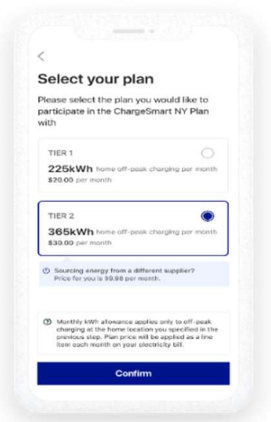 Select your plan
Please select the plan you would like to
participate in the ChargeSmart NY Plan
with
TIER 1
225kWh home off-peak charging per month
$20.00 per month
TIER 2
365kWh home off-peak charging per month
$30.00 per month
Sourcing energy from a different supplier?
Price for you is $9.98 per month.
Monthly kWh allowance applies only to off-peak
charging at the home location you specified in the
previous step. Plan price will be applied as a line
item each month on your electricity bill.
Confirm